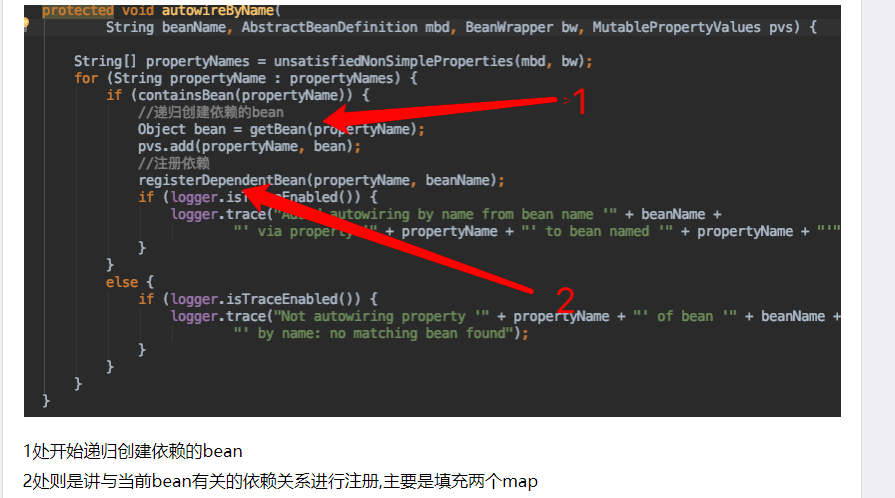 protected void autowireByName(
String beanName, AbstractBeanDefinition mbd, BeanWrapper bw, MutablePropertyValues pvs) {
String[] propertyNames = unsatisfiedNonSimpleProperties(mbd, bw);
for (String propertyName : propertyNames) {
if (containsBean(propertyName)) {
//递归创建依赖的bean
1
Object bean = getBean(propertyName);
pvs.add(propertyName, bean);
//注册依赖
registerDependentBean(propertyName, beanName);
if (logger.isTraceEnabled()) {
logger.trace("Added autowiring by name from bean name '" + beanName +
"' via property '" + propertyName + "' to bean named '" + propertyName + "'"
}
}
else {
2
if (logger.isTraceEnabled()) {
logger.trace("Not autowiring property '" + propertyName + "' of bean '" + beanName +
"' by name: no matching bean found");
}
}
}
}
1处开始递归创建依赖的bean
2处则是讲与当前bean有关的依赖关系进行注册,主要是填充两个map